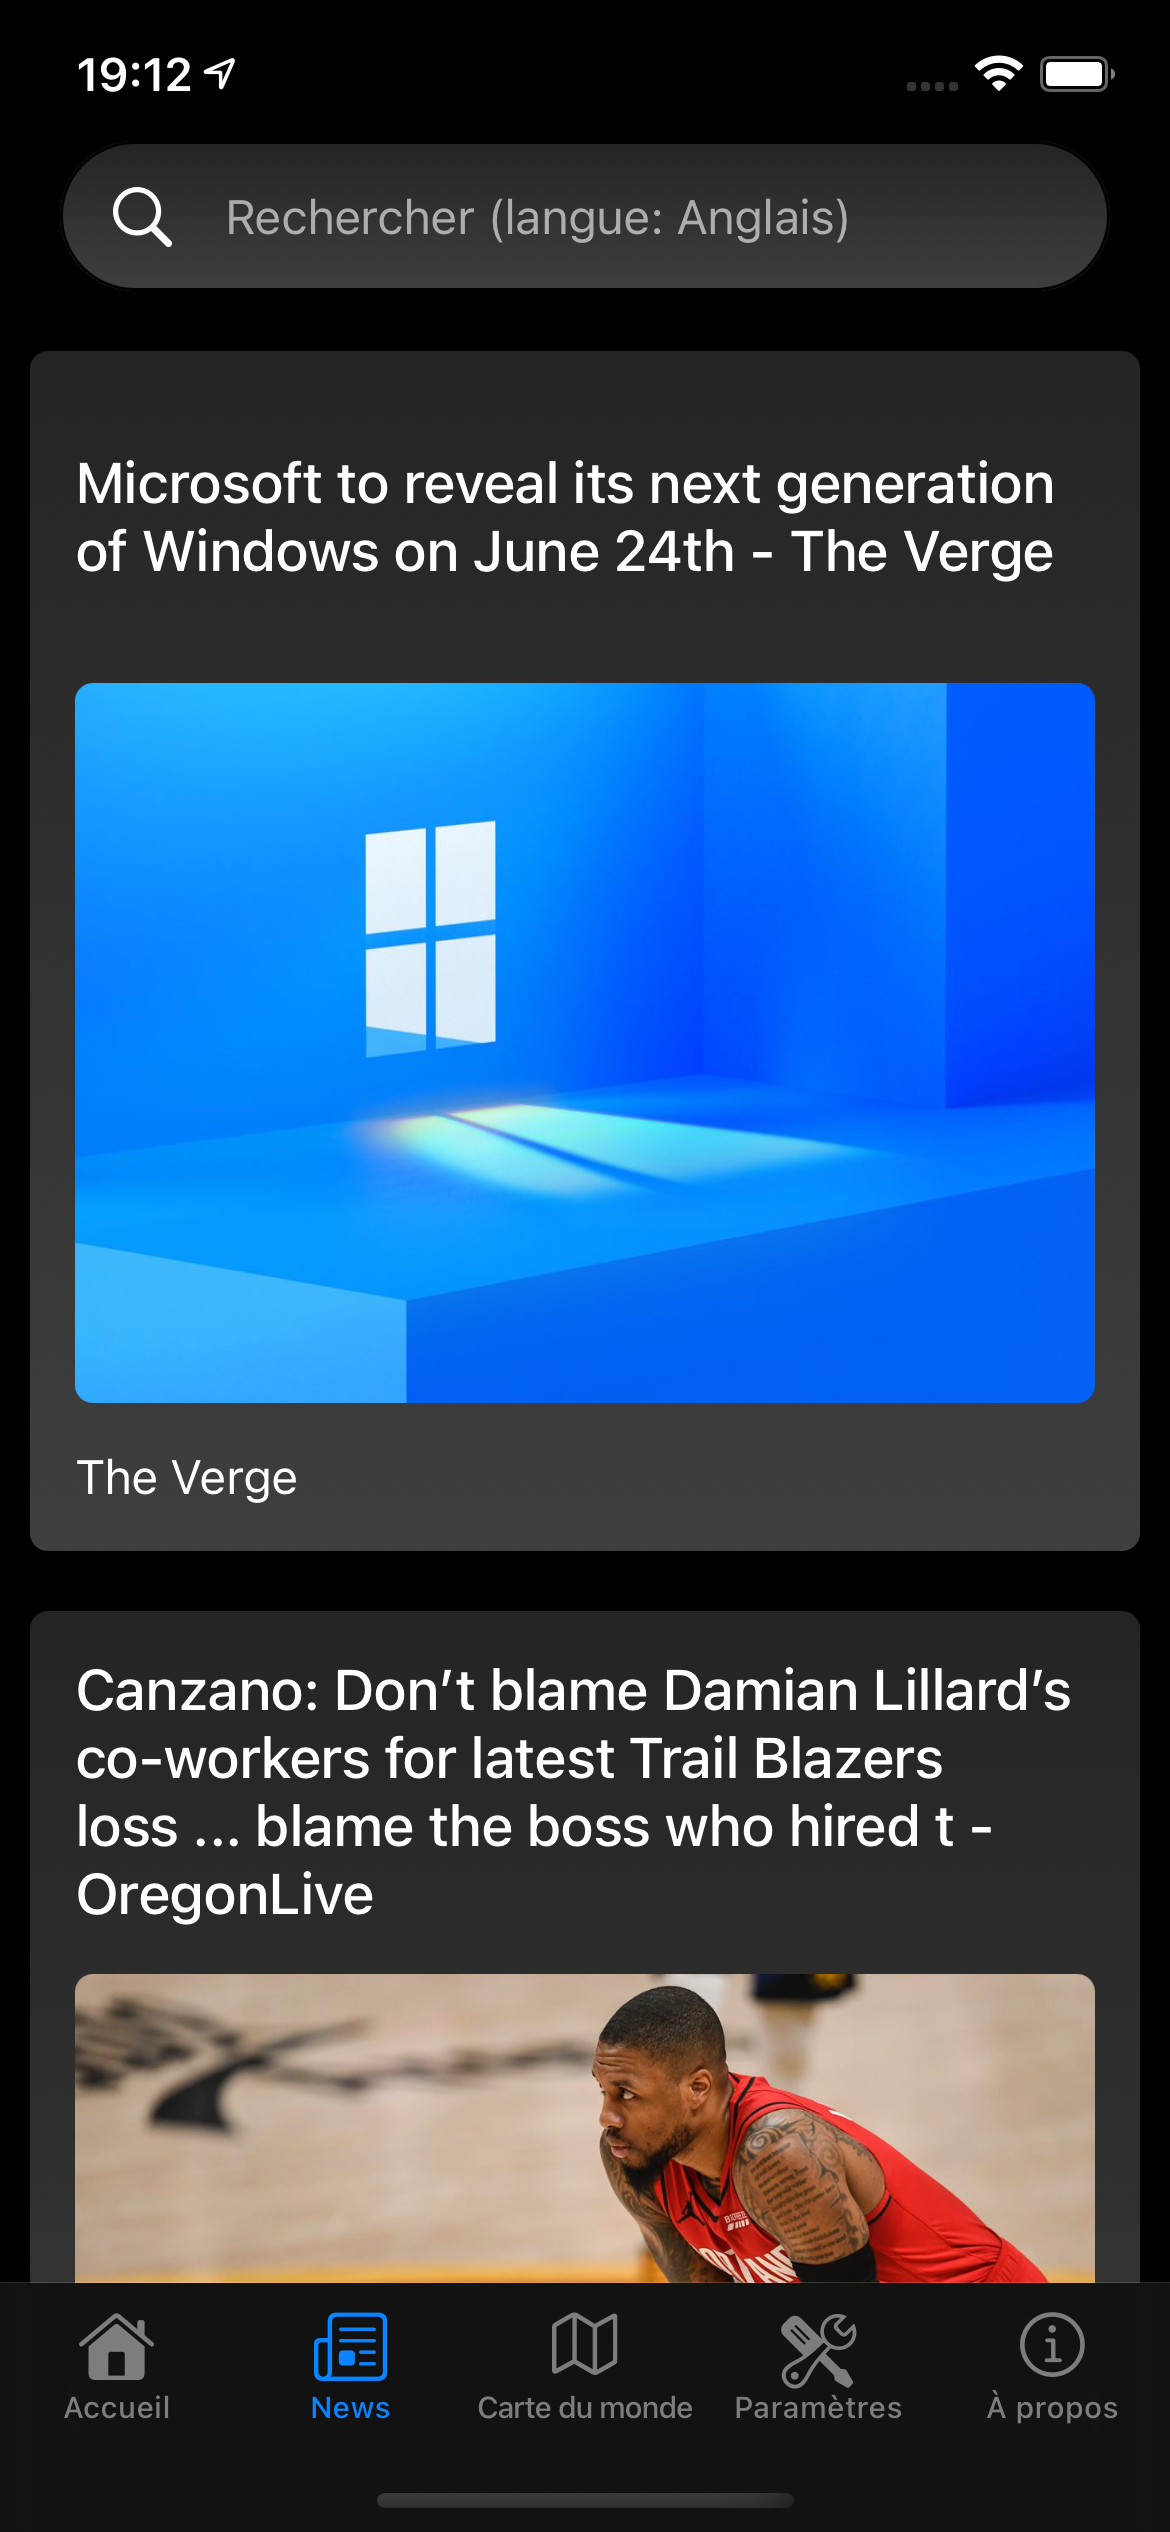 19:12
Rechercher (langue: Anglais)
Microsoft to reveal its next generation
of Windows on June 24th - The Verge
The Verge
Canzano: Don’t blame Damian Lillard’s
co-workers for latest Trail Blazers
loss ... blame the boss who hired t -
OregonLive
Accueil
News
Carte du monde
Paramètres
À propos